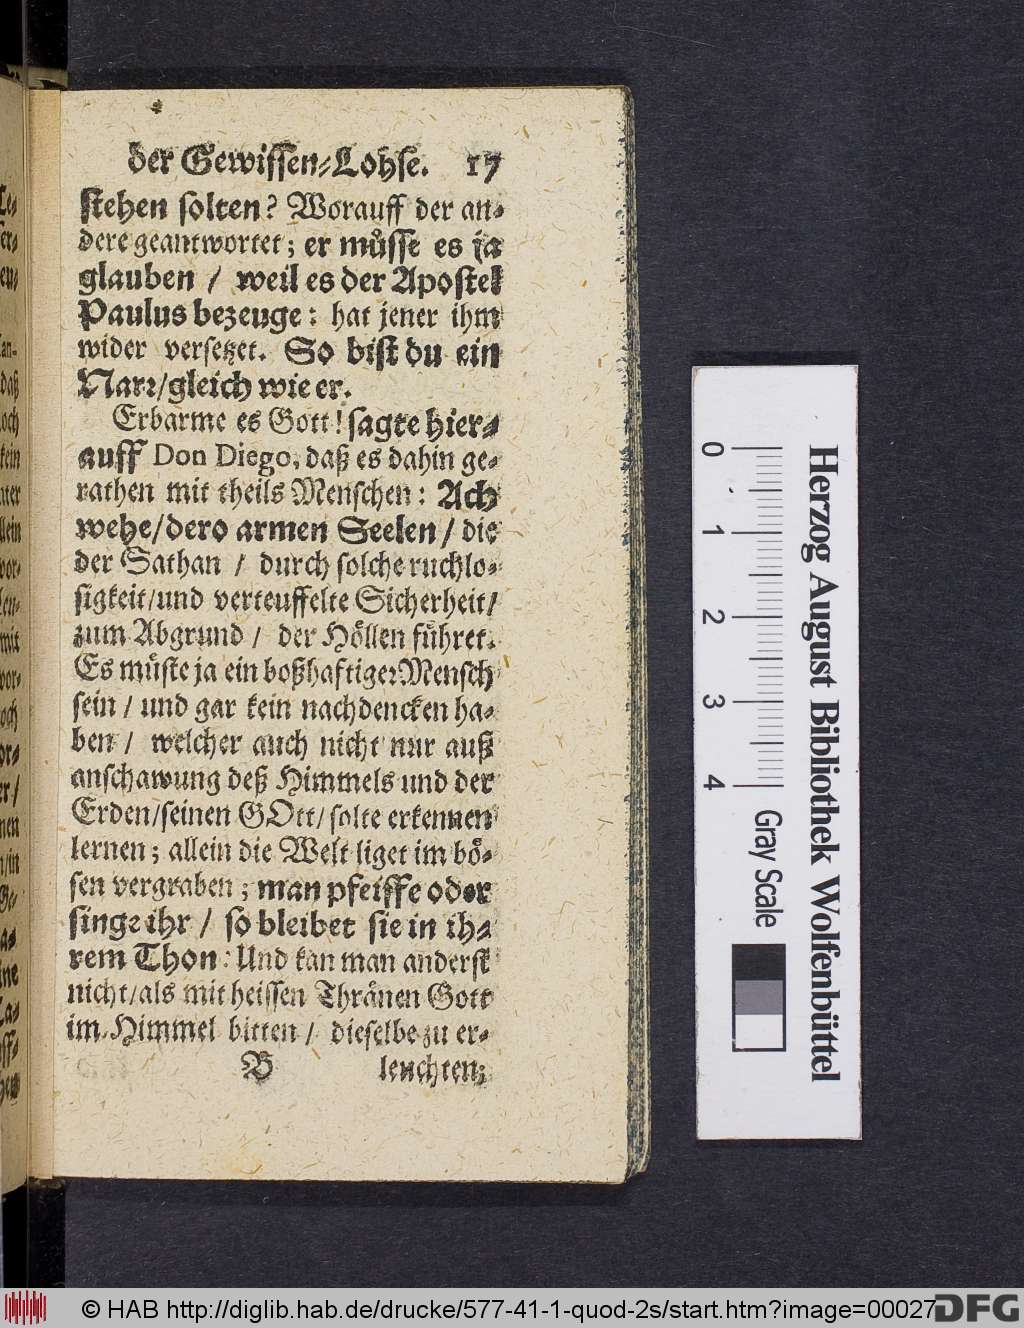 der Gewissen-Lohse. 17
stehen solten? Worauff der an-
dere geantwortet; er müsse es ja
glauben / weil es der Apostel
Paulus bezeuge: hat jener ihm
wider versetzet. So bist du ein
Narr/gleich wie er.
Erbarme es Gott! sagte hier-
auff Don Diego, daß es dahin ge-
rathen mit theils Menschen: Ach
wehe/dero armen Seelen / die
der Sathan / durch solche ruchlo-
sigkeit/und verteuffelte Sicherheit/
zum Abgrund / der Höllen führet.
Es müste ja ein boßhaftiger Mensch
sein / und gar kein nachdencken ha-
ben / welcher auch nicht nur auß
anschawung deß Himmels und der
Erden/seinen GOtt/ solte erkennen
lernen; allein die Welt liget im bö-
sen vergraben; man pfeiffe oder
singe ihr / so bleibet sie in ih-
rem Thon: Und kan man anderst
nicht/als mit heissen Thränen Gott
im Himmel bitten / dieselbe zu er-
B leuchten;
0 1 2 3 4 Gray Scale
Herzog August Bibliothek Wolfenbüttel
© HAB http://diglib.hab.de/drucke/577-41-1-quod-2s/start.htm?image=00027
DFG